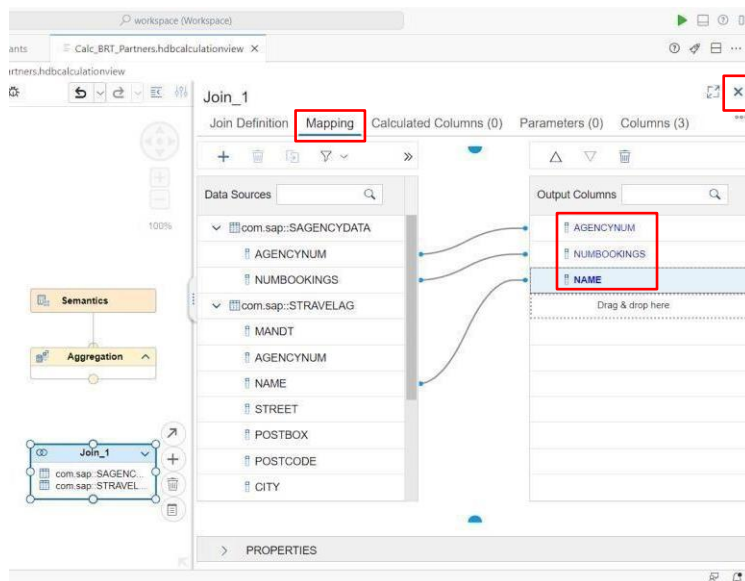 workspace (Workspace)
ants
Calc_BRT_Partners.hdbcalculationview
artners.hdbcalculationview
Join_1
Join Definition Mapping Calculated Columns (0) Parameters (0) Columns (3)
Data Sources
Output Columns
100%
com.sap::SAGENCYDATA
AGENCYNUM
NUMBOOKINGS
com.sap::STRAVELAG
MANDT
AGENCYNUM
NAME
STREET
POSTBOX
POSTCODE
CITY
AGENCYNUM
NUMBOOKINGS
NAME
Drag & drop here
Semantics
Aggregation
Join_1
com.sap::SAGENC...
com.sap::STRAVEL...
PROPERTIES